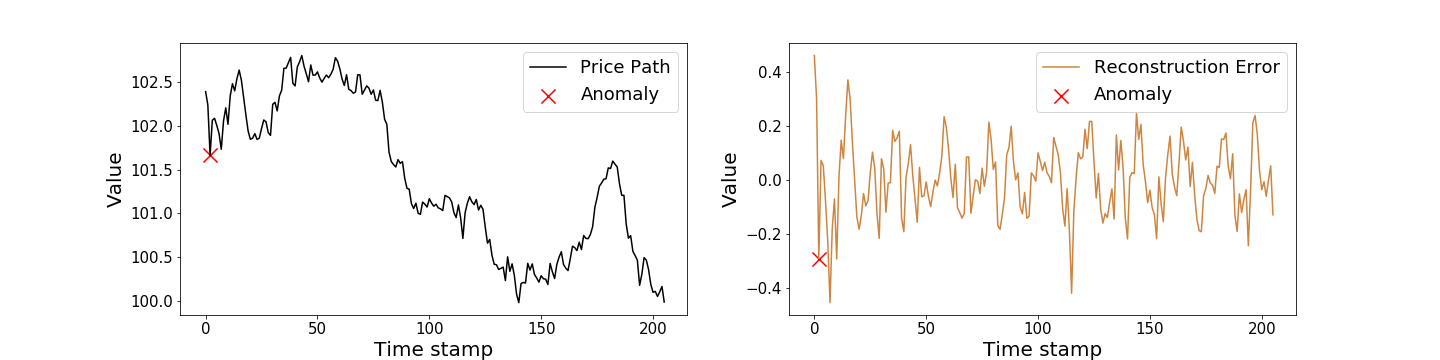 Price Path
Anomaly
102.5
102.0
101.5
101.0
100.5
100.0
Value
0 50 100 150 200
Time stamp
Reconstruction Error
Anomaly
0.4
0.2
0.0
−0.2
−0.4
Value
0 50 100 150 200
Time stamp